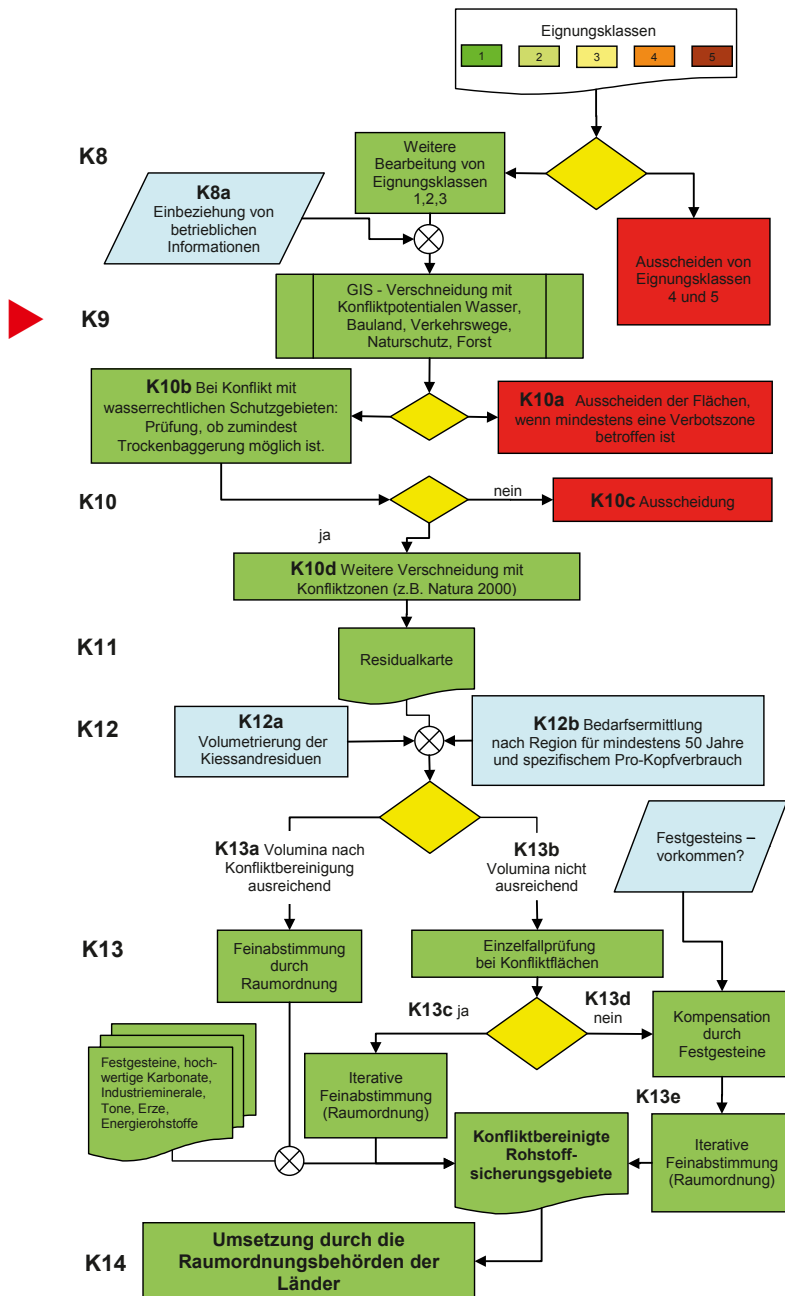 Eignungsklassen
1 2 3 4 5
K8
Weitere
Bearbeitung von
Eignungsklassen
1,2,3
K8a
Einbeziehung von
betrieblichen
Informationen
Ausscheiden von
Eignungsklassen
4 und 5
K9
GIS - Verschneidung mit
Konfliktpotentialen Wasser,
Bauland, Verkehrswege,
Naturschutz, Forst
K10b Bei Konflikt mit
wasserrechtlichen Schutzgebieten:
Prüfung, ob zumindest
Trockenbaggerung möglich ist.
K10a Ausscheiden der Flächen,
wenn mindestens eine Verbotszone
betroffen ist
K10
nein
K10c Ausscheidung
ja
K10d Weitere Verschneidung mit
Konfliktzonen (z.B. Natura 2000)
K11
Residualkarte
K12
K12a
Volumetrierung der
Kiessandresiduen
K12b Bedarfsermittlung
nach Region für mindestens 50 Jahre
und spezifischem Pro-Kopfverbrauch
K13a Volumina nach
Konfliktbereinigung
ausreichend
K13b
Volumina nicht
ausreichend
Festgesteins –
vorkommen?
K13
Feinabstimmung
durch
Raumordnung
Einzelfallprüfung
bei Konfliktflächen
K13c ja
K13d
nein
Kompensation
durch
Festgesteine
Festgesteine, hoch-
wertige Karbonate,
Industrieminerale,
Tone, Erze,
Energierohstoffe
Iterative
Feinabstimmung
(Raumordnung)
K13e
Konfliktbereinigte
Rohstoff-
sicherungsgebiete
Iterative
Feinabstimmung
(Raumordnung)
K14
Umsetzung durch die
Raumordnungsbehörden der
Länder